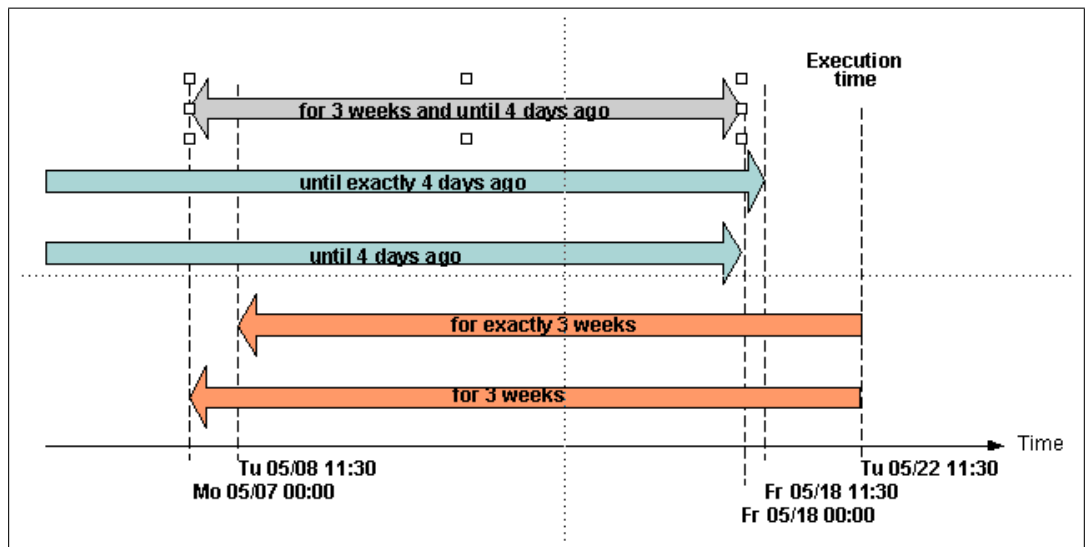 Execution
time
for 3 weeks and until 4 days ago
until exactly 4 days ago
until 4 days ago
for exactly 3 weeks
for 3 weeks
Time
Tu 05/08 11:30
Tu 05/22 11:30
Mo 05/07 00:00
Fr 05/18 11:30
Fr 05/18 00:00